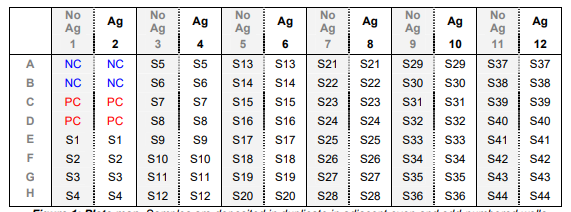 No Ag No Ag No Ag No Ag No Ag No Ag
Ag Ag Ag Ag Ag Ag
1 2 3 4 5 6 7 8 9 10 11 12
A NC NC S5 S5 S13 S13 S21 S21 S29 S29 S37 S37
B NC NC S6 S6 S14 S14 S22 S22 S30 S30 S38 S38
C PC PC S7 S7 S15 S15 S23 S23 S31 S31 S39 S39
D PC PC S8 S8 S16 S16 S24 S24 S32 S32 S40 S40
E S1 S1 S9 S9 S17 S17 S25 S25 S33 S33 S41 S41
F S2 S2 S10 S10 S18 S18 S26 S26 S34 S34 S42 S42
G S3 S3 S11 S11 S19 S19 S27 S27 S35 S35 S43 S43
H S4 S4 S12 S12 S20 S20 S28 S28 S36 S36 S44 S44
Figure 1: Plate map. Samples are deposited in duplicate in adjacent even and odd numbered wells